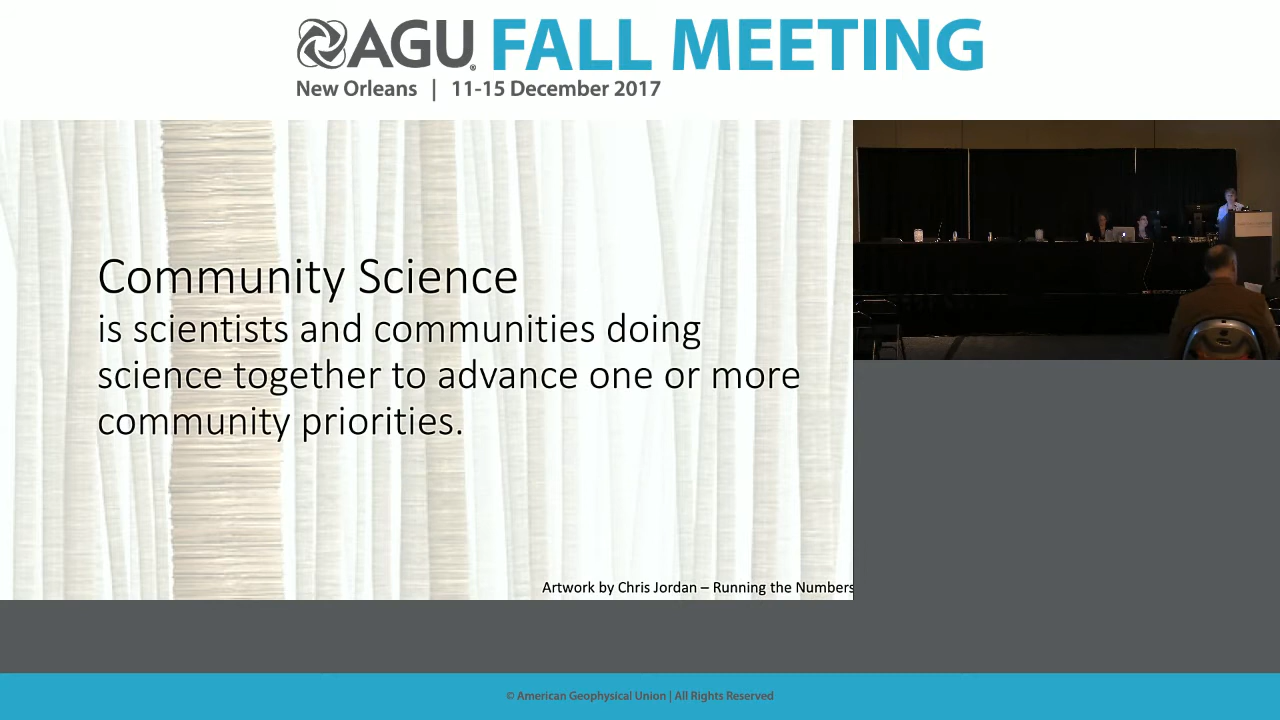 AGU FALL MEETING
New Orleans | 11-15 December 2017
Community Science
is scientists and communities doing
science together to advance one or more
community priorities.
Artwork by Chris Jordan – Running the Numbers
© American Geophysical Union | All Rights Reserved